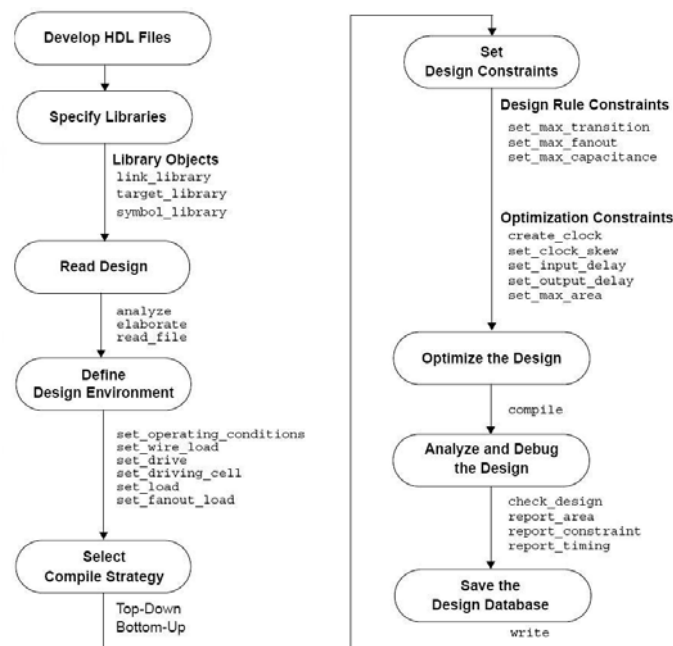 Develop HDL Files
Specify Libraries
Library Objects
link_library
target_library
symbol_library
Read Design
analyze
elaborate
read_file
Define
Design Environment
set_operating_conditions
set_wire_load
set_drive
set_driving_cell
set_load
set_fanout_load
Select
Compile Strategy
Top-Down
Bottom-Up
Set
Design Constraints
Design Rule Constraints
set_max_transition
set_max_fanout
set_max_capacitance
Optimization Constraints
create_clock
set_clock_skew
set_input_delay
set_output_delay
set_max_area
Optimize the Design
compile
Analyze and Debug
the Design
check_design
report_area
report_constraint
report_timing
Save the
Design Database
write